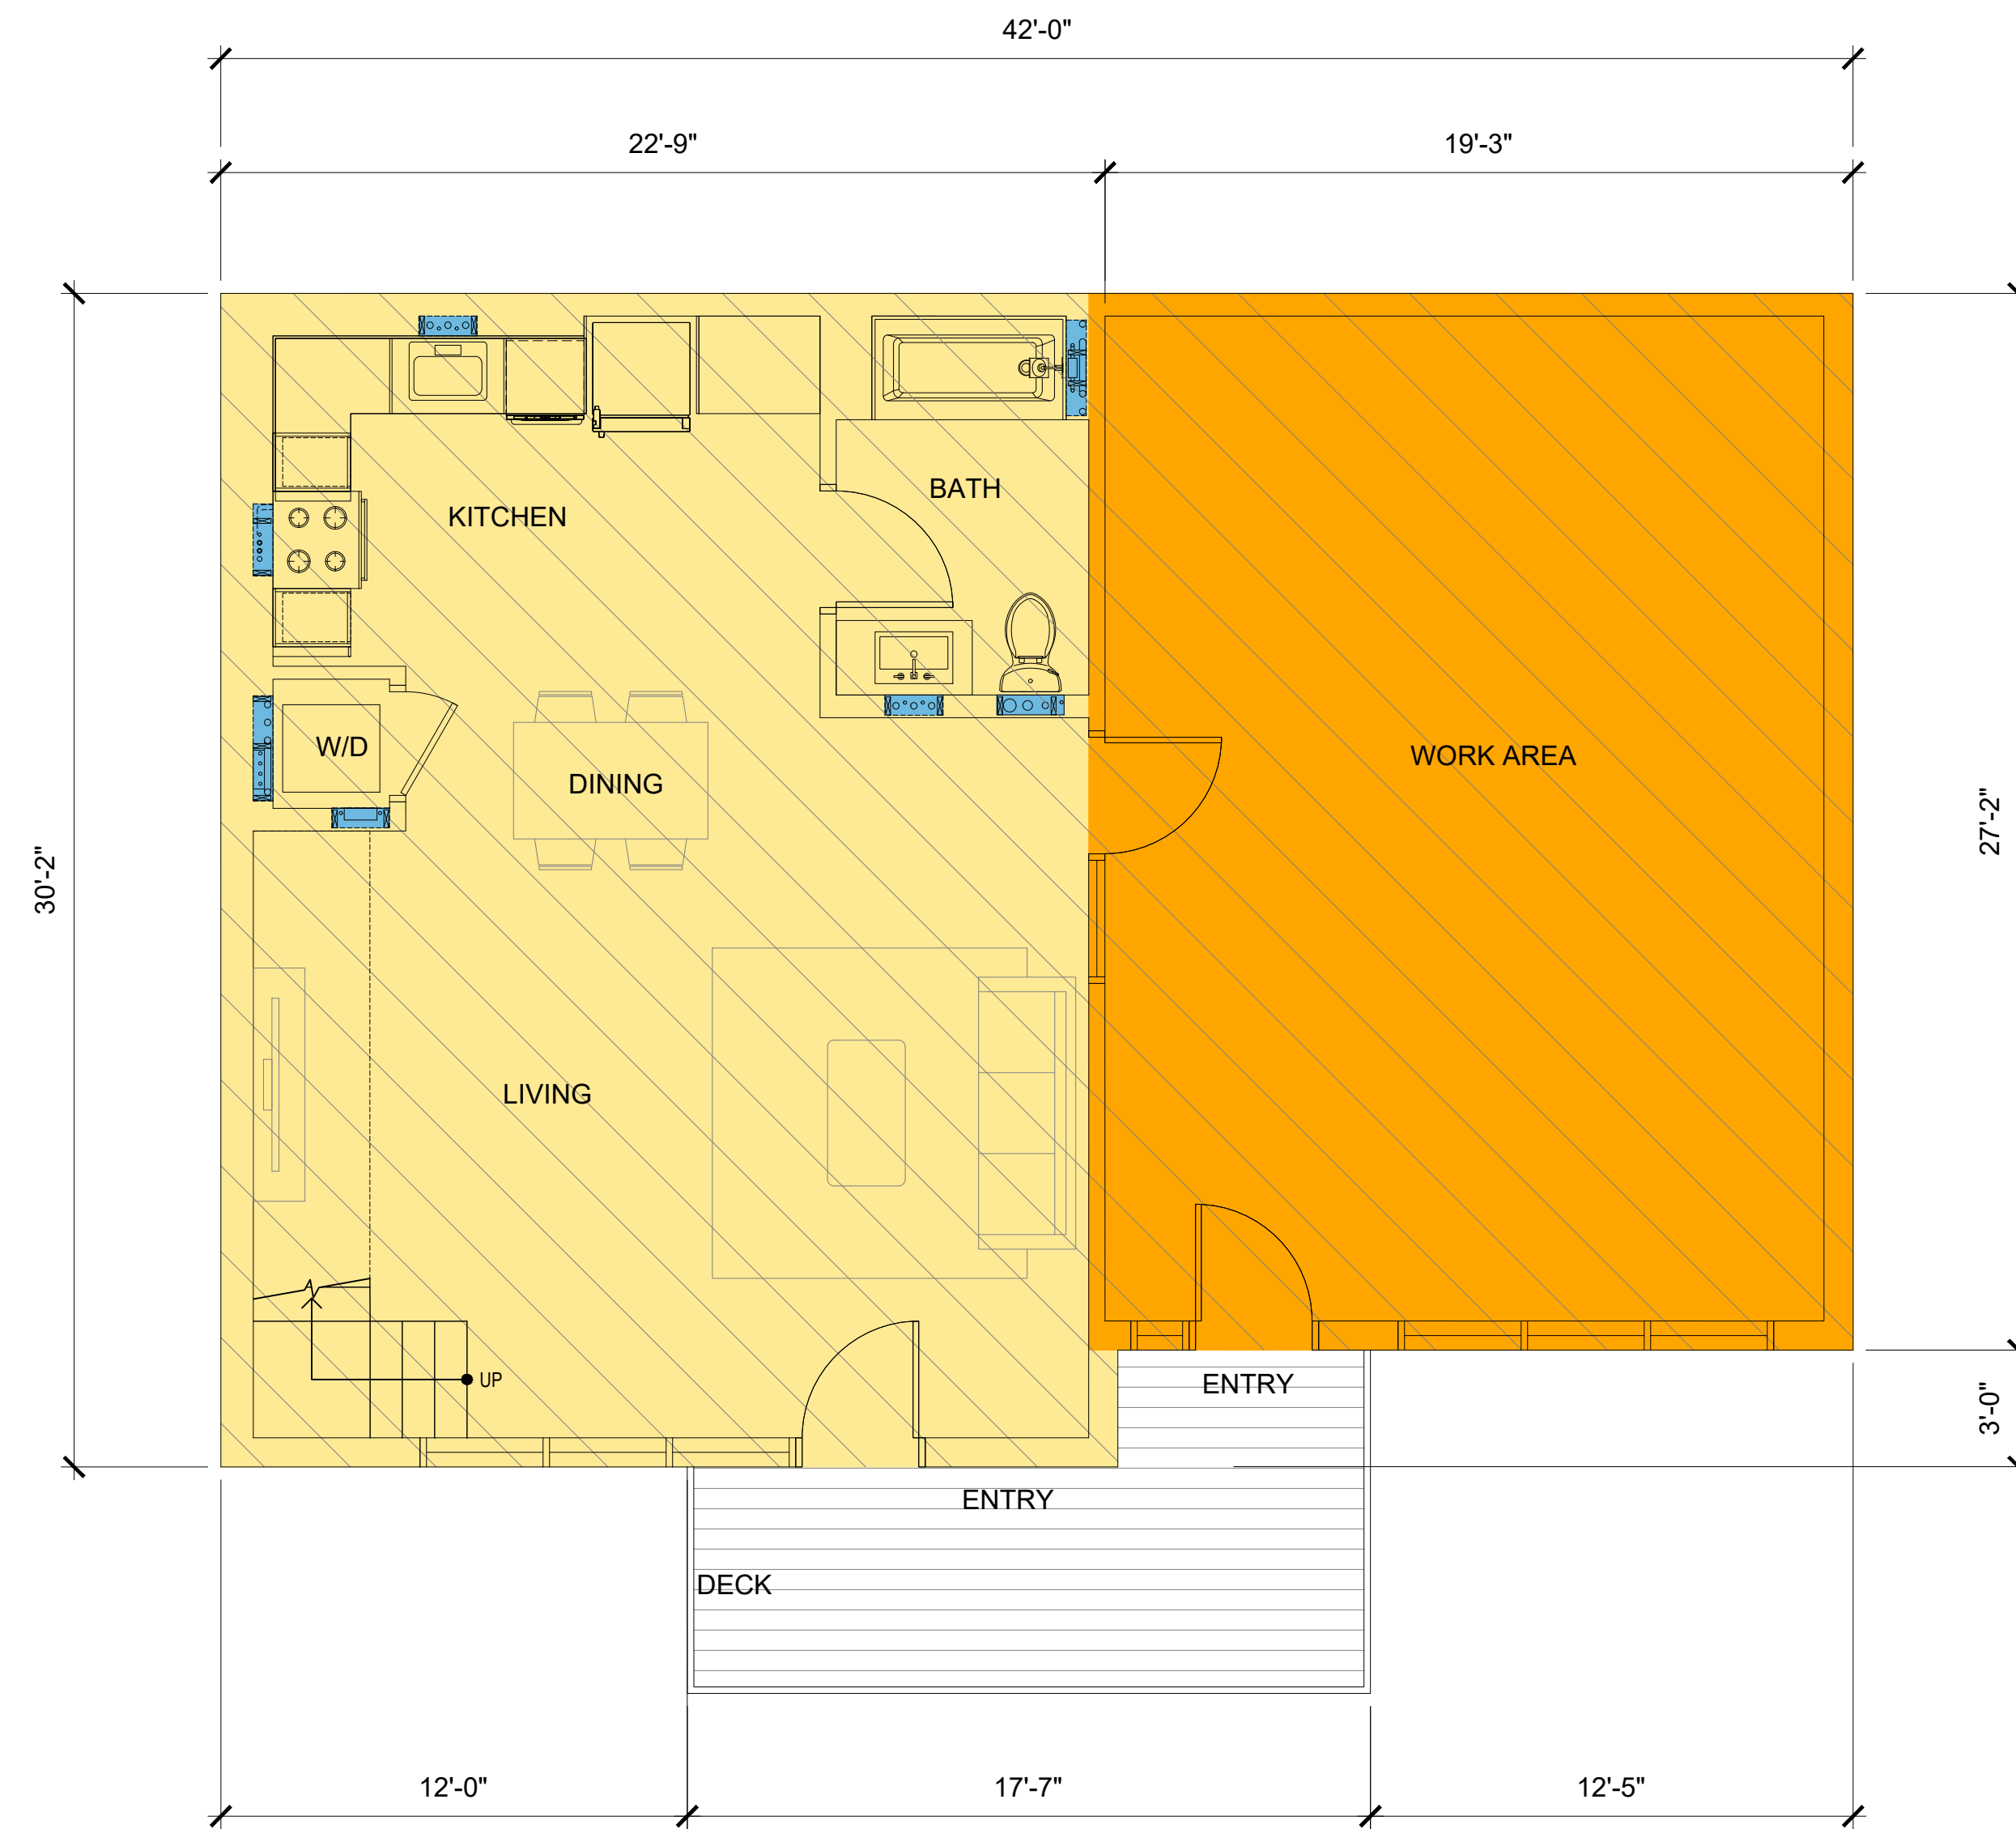 42'-0"
22'-9"
19'-3"
BATH
KITCHEN
W/D
WORK AREA
DINING
27'-2"
30'-2"
LIVING
UP
ENTRY
3'-0"
ENTRY
DECK
12'-0"
17'-7"
12'-5"